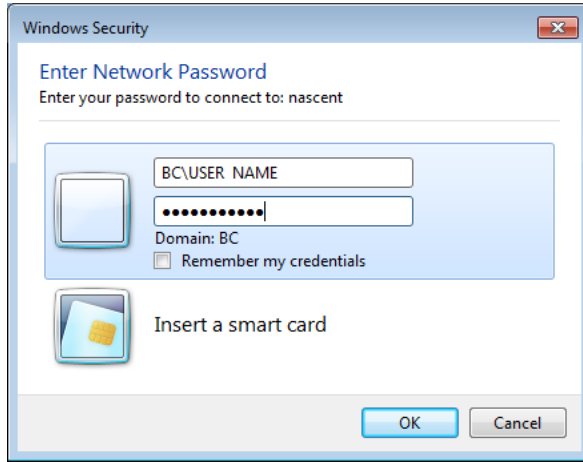 Windows Security
Enter Network Password
Enter your password to connect to: nascent
BC\USER NAME
●●●●●●●●●●●
Domain: BC
Remember my credentials
Insert a smart card
OK
Cancel